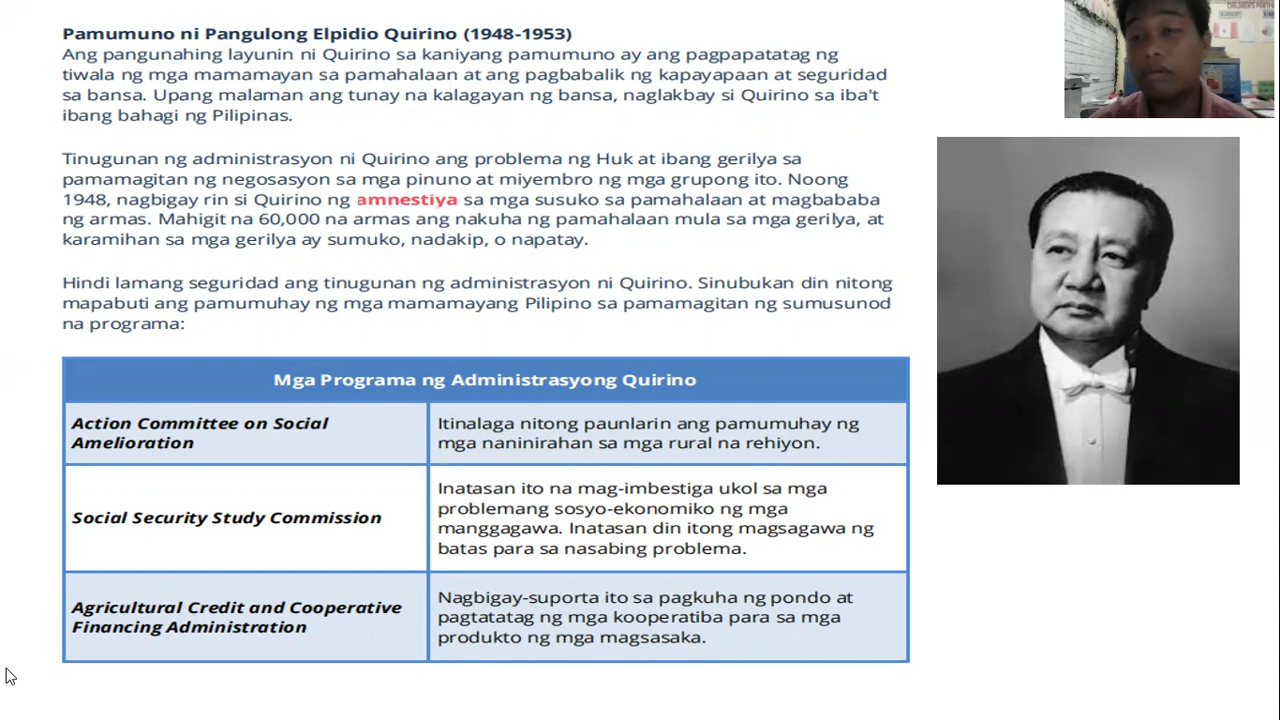 Pamumuno ni Pangulong Elpidio Quirino (1948-1953)
Ang pangunahing layunin ni Quirino sa kaniyang pamumuno ay ang pagpapatatag ng
tiwala ng mga mamamayan sa pamahalaan at ang pagbabalik ng kapayapaan at seguridad
sa bansa. Upang malaman ang tunay na kalagayan ng bansa, naglakbay si Quirino sa iba't
ibang bahagi ng Pilipinas.
Tinugunan ng administrasyon ni Quirino ang problema ng Huk at ibang gerilya sa
pamamagitan ng negosasyon sa mga pinuno at miyembro ng mga grupong ito. Noong
1948, nagbigay rin si Quirino ng amnestiya sa mga susuko sa pamahalaan at magbababa
ng armas. Mahigit na 60,000 na armas ang nakuha ng pamahalaan mula sa mga gerilya, at
karamihan sa mga gerilya ay sumuko, nadakip, o napatay.
Hindi lamang seguridad ang tinugunan ng administrasyon ni Quirino. Sinubukan din nitong
mapabuti ang pamumuhay ng mga mamamayang Pilipino sa pamamagitan ng sumusunod
na programa:
Mga Programa ng Administrasyong Quirino
Action Committee on Social
Amelioration
Itinalaga nitong paunlarin ang pamumuhay ng
mga naninirahan sa mga rural na rehiyon.
Social Security Study Commission
Inatasan ito na mag-imbestiga ukol sa mga
problemang sosyo-ekonomiko ng mga
manggagawa. Inatasan din itong magsagawa ng
batas para sa nasabing problema.
Agricultural Credit and Cooperative
Financing Administration
Nagbigay-suporta ito sa pagkuha ng pondo at
pagtatatag ng mga kooperatiba para sa mga
produkto ng mga magsasaka.